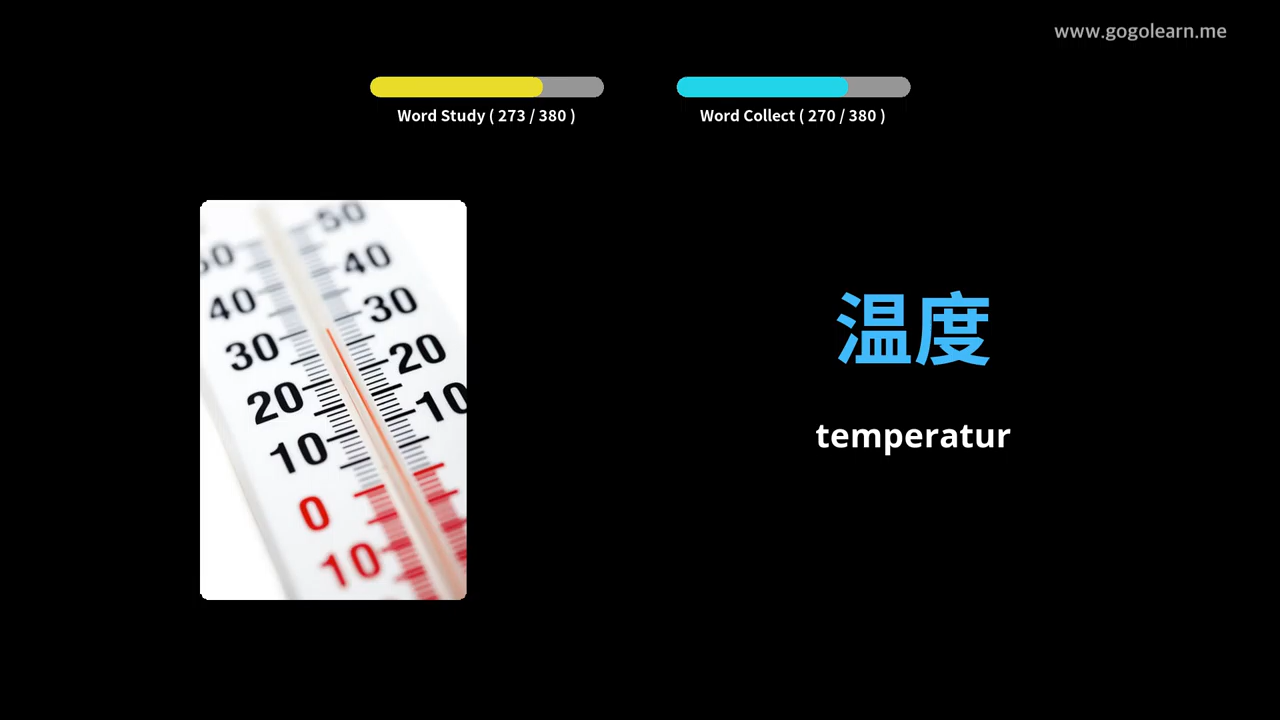 www.gogolearn.me
Word Study ( 273 / 380 )
Word Collect ( 270 / 380 )
温度
temperatur
50
40
30
20
10
40
30
20
10
0
10